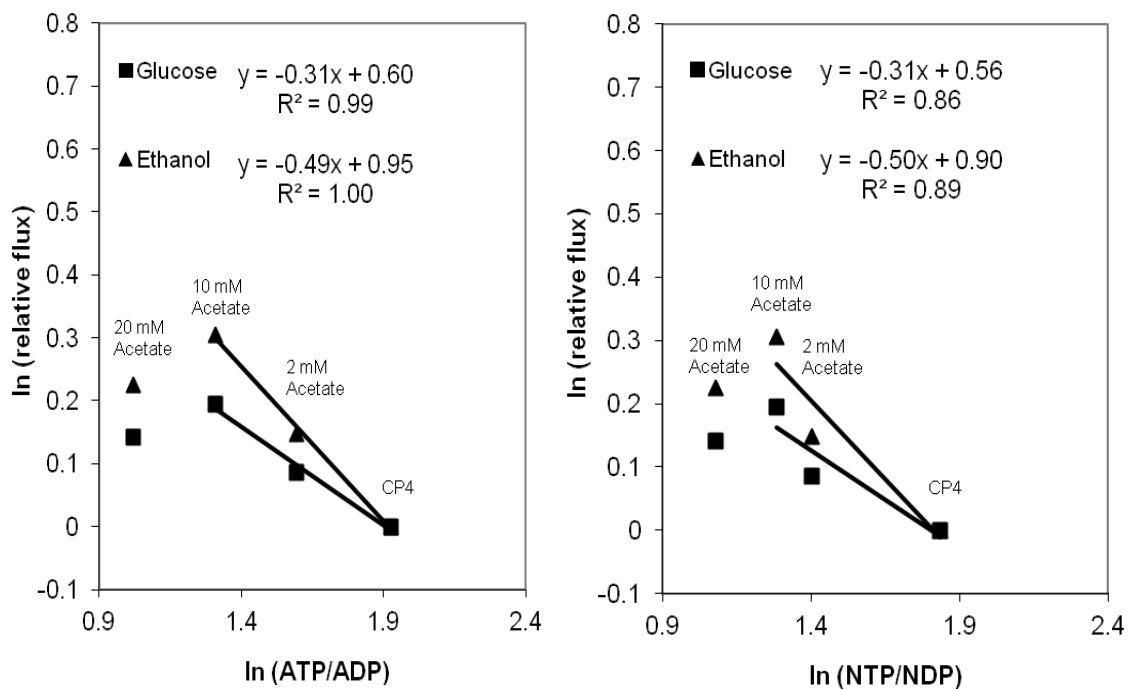 0.8
0.7
0.6
0.5
0.4
0.3
0.2
0.1
0
-0.1
ln (relative flux)
Glucose y = -0.31x + 0.60
R² = 0.99
Ethanol y = -0.49x + 0.95
R² = 1.00
10 mM
Acetate
20 mM
Acetate
2 mM
Acetate
CP4
0.9 1.4 1.9 2.4
ln (ATP/ADP)
0.8
0.7
0.6
0.5
0.4
0.3
0.2
0.1
0
-0.1
ln (relative flux)
Glucose y = -0.31x + 0.56
R² = 0.86
Ethanol y = -0.50x + 0.90
R² = 0.89
10 mM
Acetate
20 mM
Acetate
2 mM
Acetate
CP4
0.9 1.4 1.9 2.4
ln (NTP/NDP)